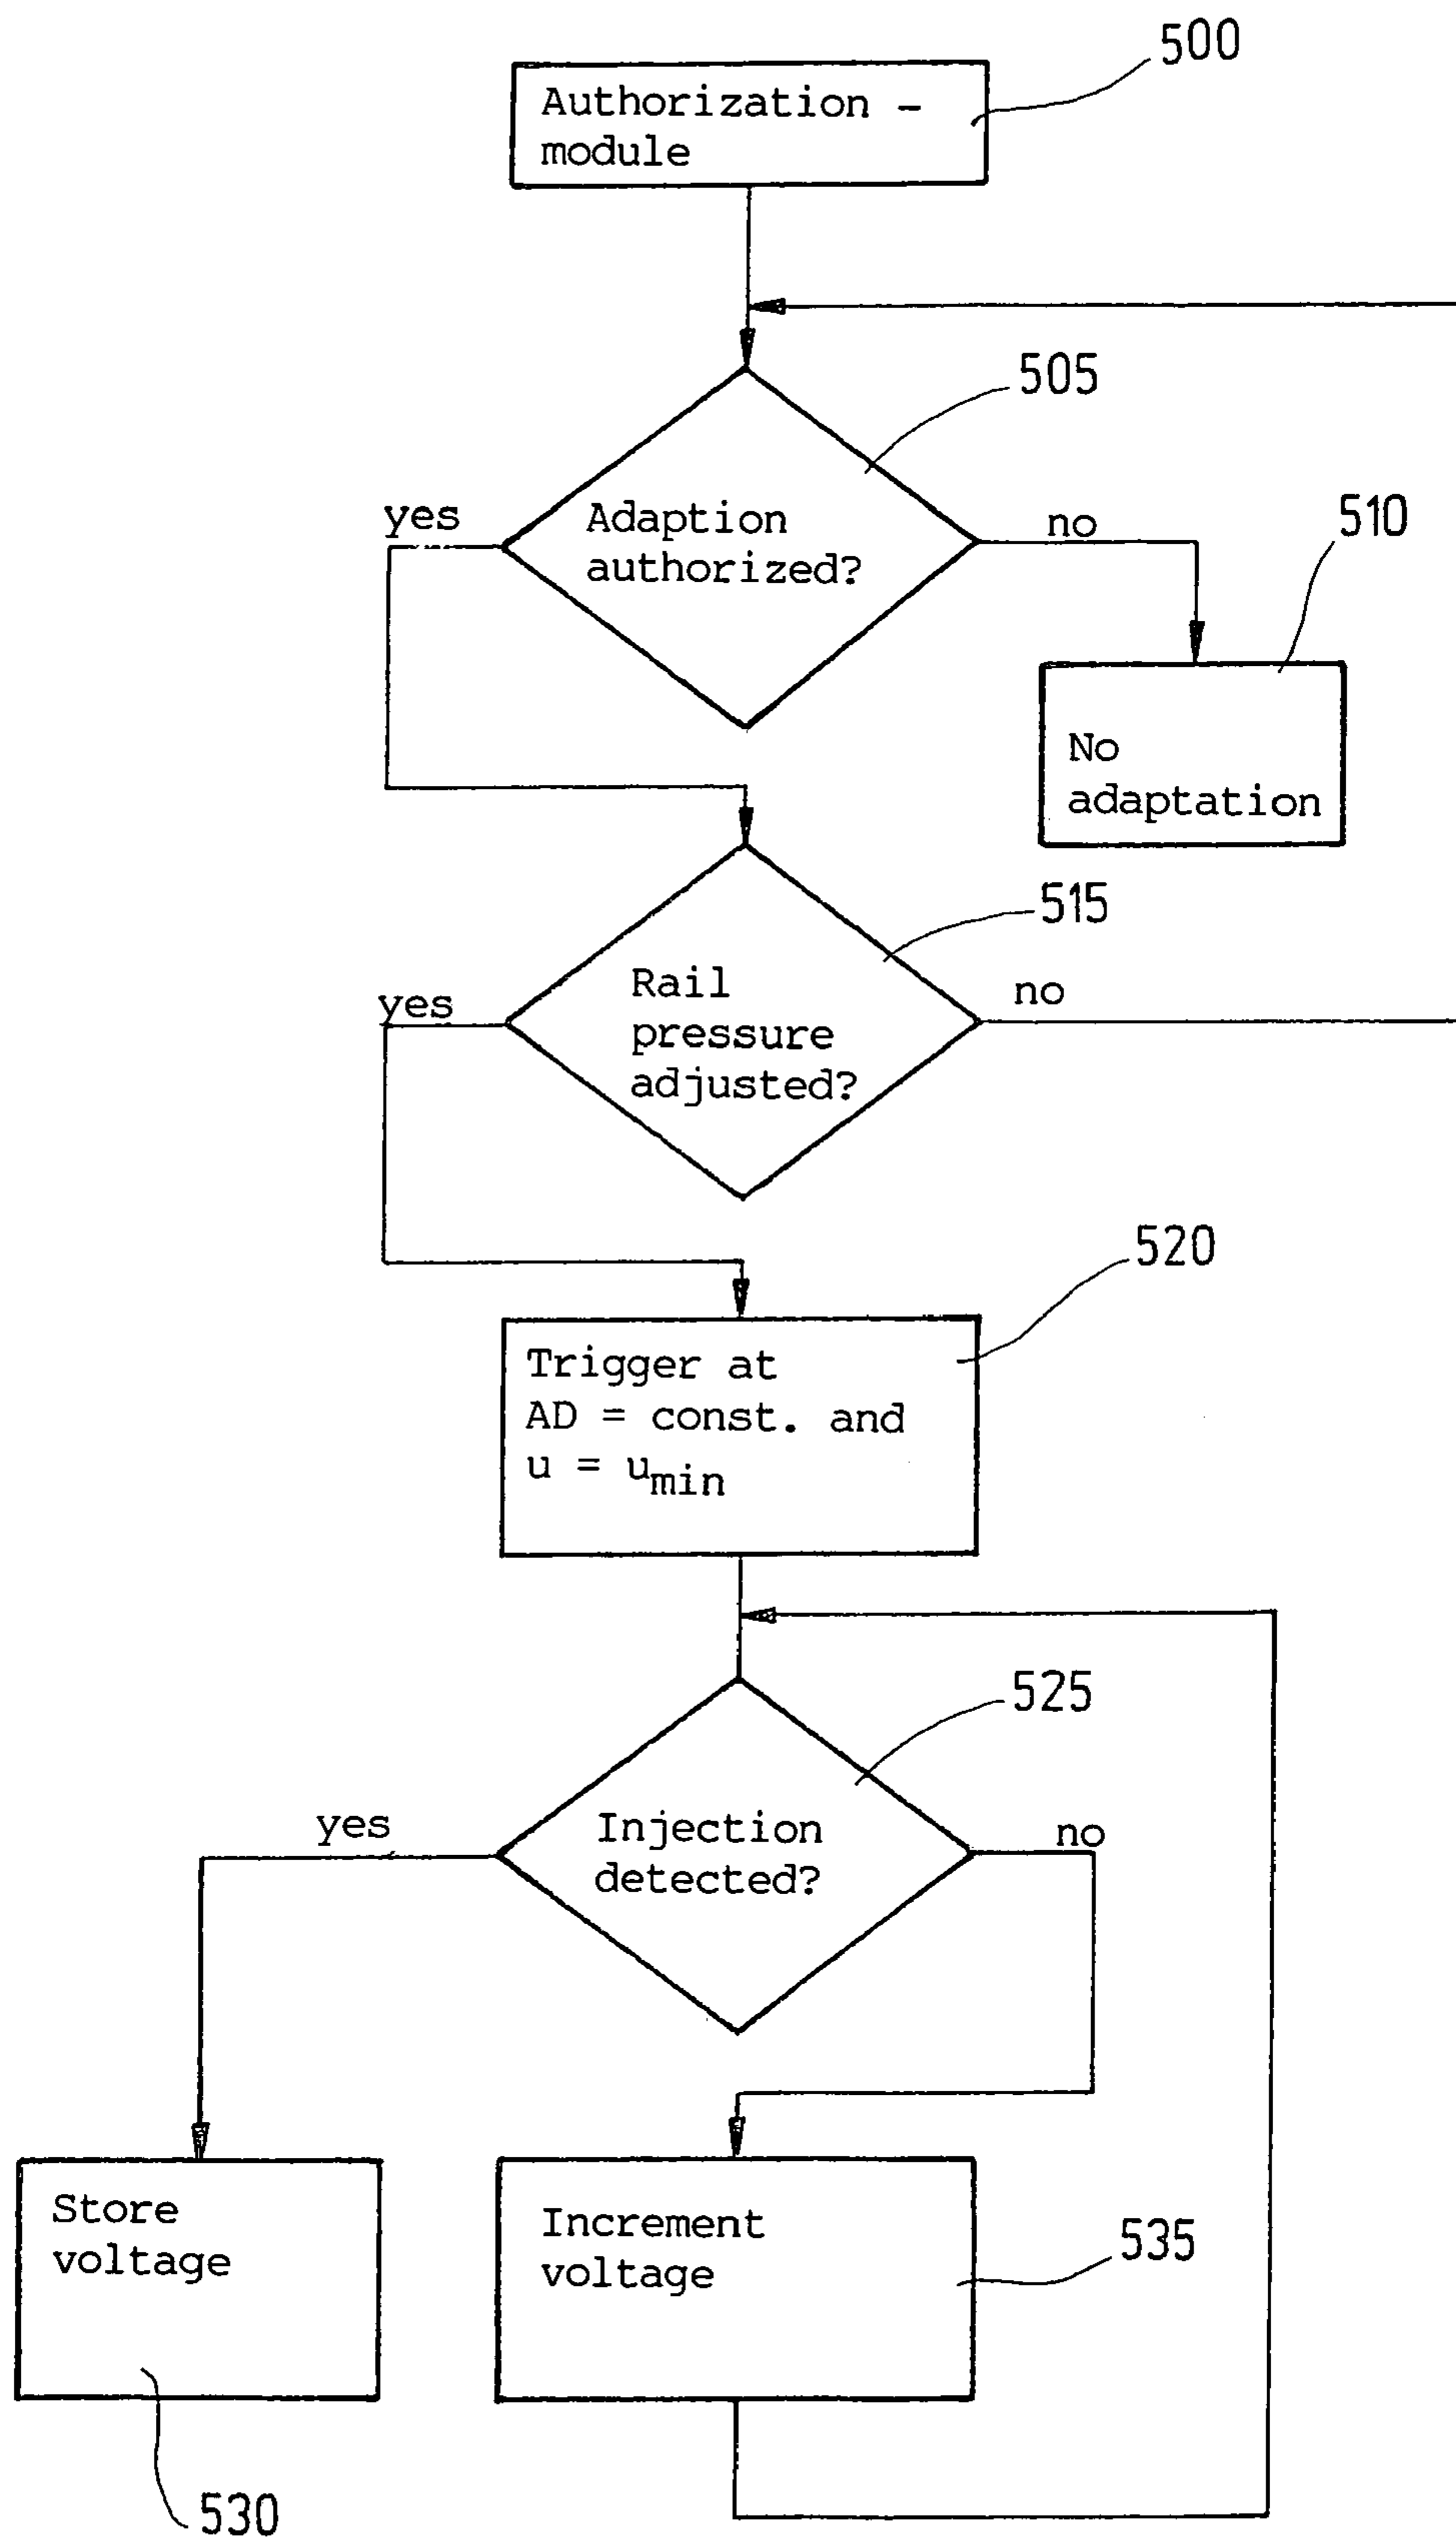 500
Authorization -
module
505
yes
Adaption
authorized?
no
510
No
adaptation
515
yes
Rail
pressure
adjusted?
no
520
Trigger at
AD = const. and
u = umin
525
yes
Injection
detected?
no
Store
voltage
Increment
voltage
535
530